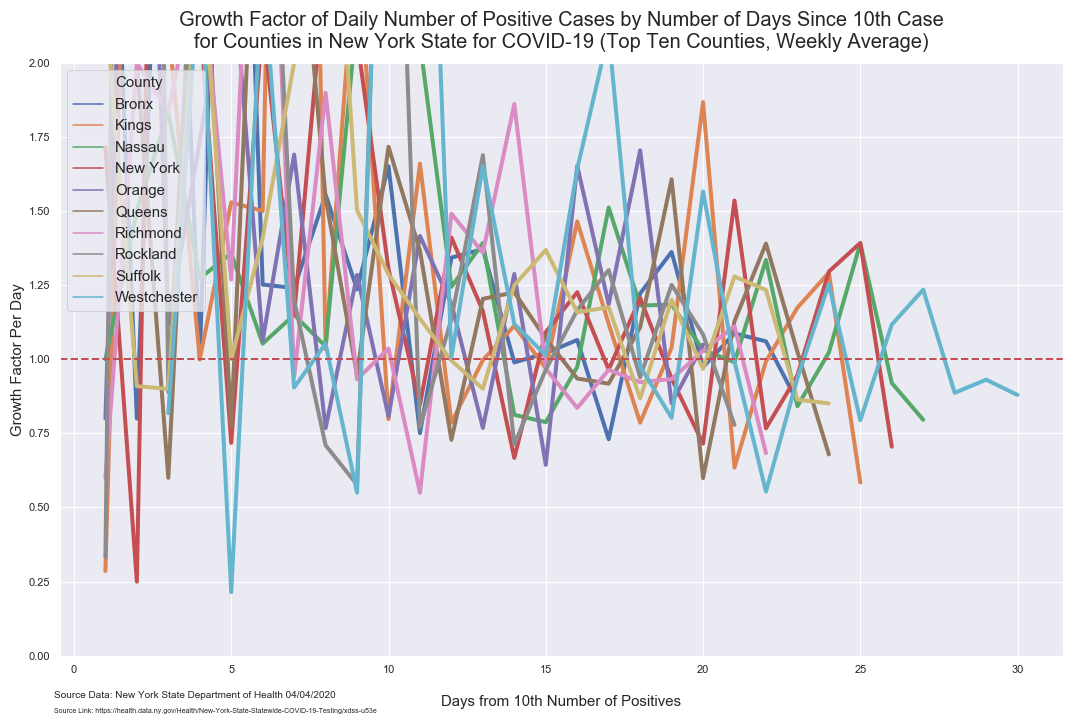 Growth Factor of Daily Number of Positive Cases by Number of Days Since 10th Case
for Counties in New York State for COVID-19 (Top Ten Counties, Weekly Average)
2.00
1.75
1.50
1.25
1.00
0.75
0.50
0.25
0.00
Growth Factor Per Day
County
Bronx
Kings
Nassau
New York
Orange
Queens
Richmond
Rockland
Suffolk
Westchester
0 5 10 15 20 25 30
Days from 10th Number of Positives
Source Data: New York State Department of Health 04/04/2020
Source Link: https://health.data.ny.gov/Health/New-York-State-Statewide-COVID-19-Testing/xdss-u53e